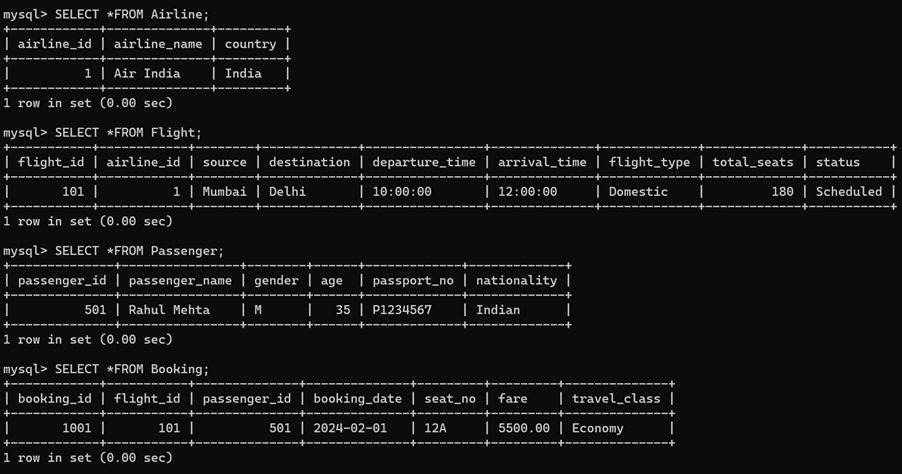 mysql> SELECT *FROM Airline;
+------------+--------------+---------+
| airline_id | airline_name | country |
+------------+--------------+---------+
|          1 | Air India    | India   |
+------------+--------------+---------+
1 row in set (0.00 sec)
mysql> SELECT *FROM Flight;
+-----------+------------+--------+-------------+----------------+--------------+-------------+-------------+-----------+
| flight_id | airline_id | source | destination | departure_time | arrival_time | flight_type | total_seats | status    |
+-----------+------------+--------+-------------+----------------+--------------+-------------+-------------+-----------+
|       101 |          1 | Mumbai | Delhi       | 10:00:00       | 12:00:00     | Domestic    |         180 | Scheduled |
+-----------+------------+--------+-------------+----------------+--------------+-------------+-------------+-----------+
1 row in set (0.00 sec)
mysql> SELECT *FROM Passenger;
+--------------+----------------+--------+------+-------------+-------------+
| passenger_id | passenger_name | gender | age  | passport_no | nationality |
+--------------+----------------+--------+------+-------------+-------------+
|          501 | Rahul Mehta    | M      |   35 | P1234567    | Indian      |
+--------------+----------------+--------+------+-------------+-------------+
1 row in set (0.00 sec)
mysql> SELECT *FROM Booking;
+------------+-----------+--------------+--------------+---------+---------+--------------+
| booking_id | flight_id | passenger_id | booking_date | seat_no | fare    | travel_class |
+------------+-----------+--------------+--------------+---------+---------+--------------+
|       1001 |       101 |          501 | 2024-02-01   | 12A     | 5500.00 | Economy      |
+------------+-----------+--------------+--------------+---------+---------+--------------+
1 row in set (0.00 sec)